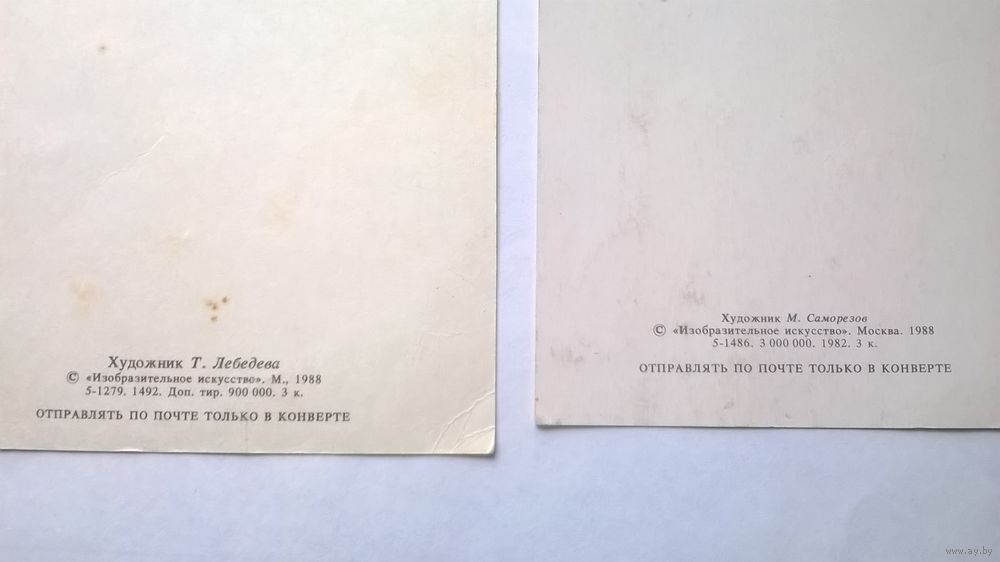 Художник Т. Лебедева
© «Изобразительное искусство». М., 1988
5-1279. 1492. Доп. тир. 900 000. 3 к.
ОТПРАВЛЯТЬ ПО ПОЧТЕ ТОЛЬКО В КОНВЕРТЕ
Художник М. Саморезов
© «Изобразительное искусство». Москва. 1988
5-1486. 3 000 000. 1982. 3 к.
ОТПРАВЛЯТЬ ПО ПОЧТЕ ТОЛЬКО В КОНВЕРТЕ
www.ay.by